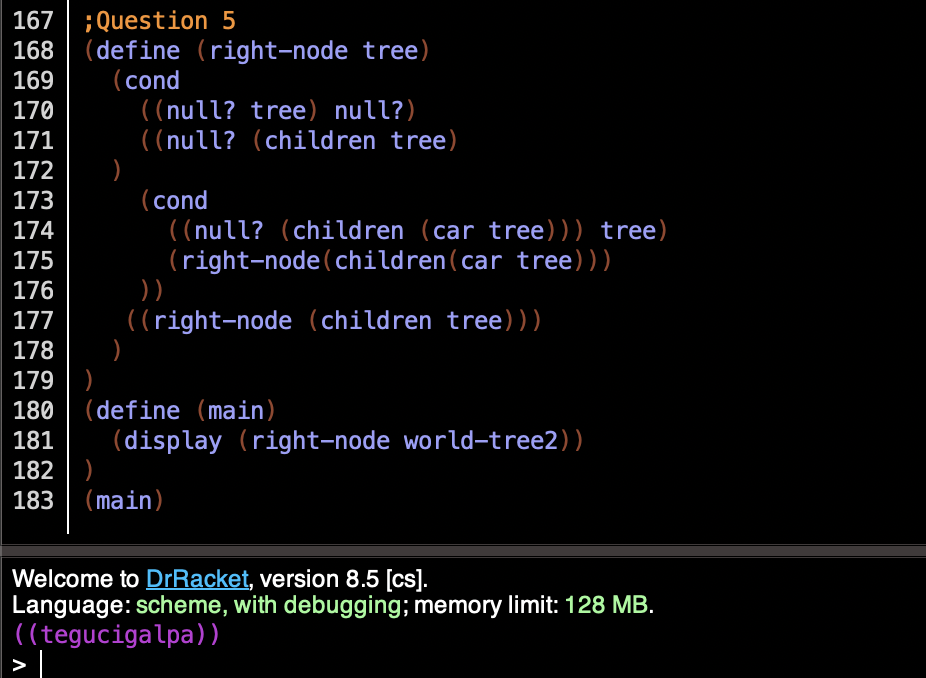 167 ;Question 5
168 (define (right-node tree)
169   (cond
170     ((null? tree) null?)
171     ((null? (children tree)
172   )
173     (cond
174       ((null? (children (car tree))) tree)
175       (right-node(children(car tree)))
176     ))
177    ((right-node (children tree)))
178   )
179 )
180 (define (main)
181   (display (right-node world-tree2))
182 )
183 (main)
Welcome to DrRacket, version 8.5 [cs].
Language: scheme, with debugging; memory limit: 128 MB.
((tegucigalpa))
>